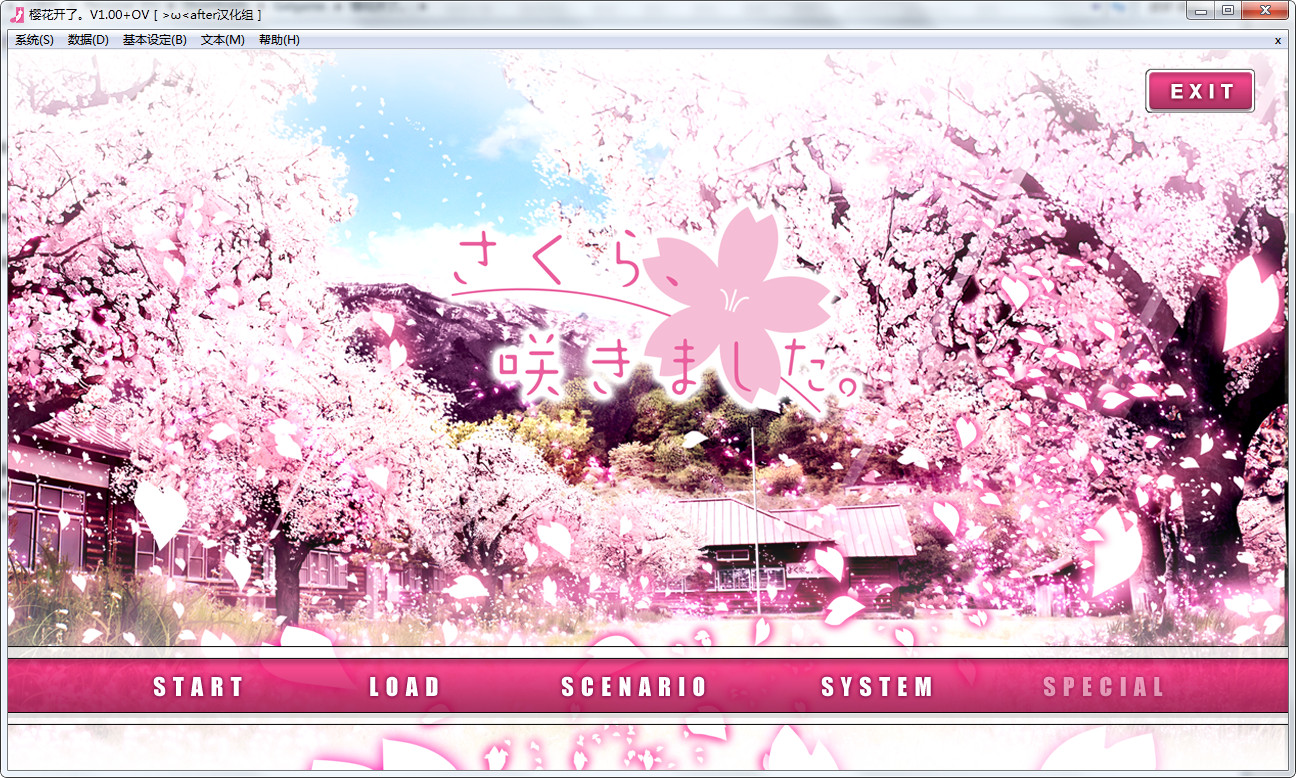 樱花开了。V1.00+OV [ >ω<after汉化组 ]
系统(S) 数据(D) 基本设定(B) 文本(M) 帮助(H) x
EXIT
さくら、
咲きました。
START LOAD SCENARIO SYSTEM SPECIAL